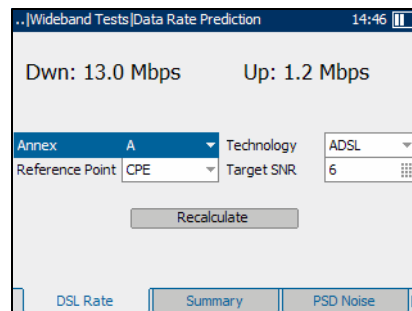 ..|Wideband Tests|Data Rate Prediction 14:46
Dwn: 13.0 Mbps Up: 1.2 Mbps
Annex A Technology ADSL
Reference Point CPE Target SNR 6
Recalculate
DSL Rate Summary PSD Noise